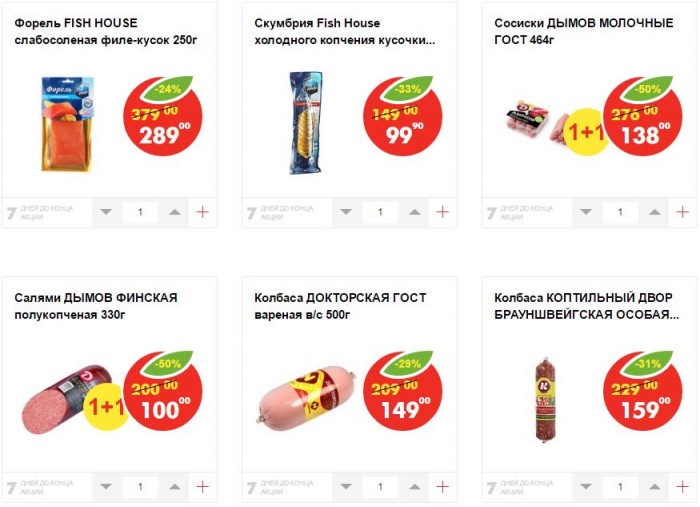 Форель FISH HOUSE
слабосоленая филе-кусок 250г
Форель
-24%
379 00
289 00
7 ДНЕЙ ДО КОНЦА
АКЦИИ
1
+
Скумбрия Fish House
холодного копчения кусочки...
-33%
149 00
99 90
7 ДНЕЙ ДО КОНЦА
АКЦИИ
1
+
Сосиски ДЫМОВ МОЛОЧНЫЕ
ГОСТ 464г
-50%
276 00
1+1
138 00
7 ДНЕЙ ДО КОНЦА
АКЦИИ
1
+
Салями ДЫМОВ ФИНСКАЯ
полукопченая 330г
-50%
200 00
1+1
100 00
7 ДНЕЙ ДО КОНЦА
АКЦИИ
1
+
Колбаса ДОКТОРСКАЯ ГОСТ
вареная в/с 500г
-29%
209 00
149 00
7 ДНЕЙ ДО КОНЦА
АКЦИИ
1
+
Колбаса КОПТИЛЬНЫЙ ДВОР
БРАУНШВЕЙГСКАЯ ОСОБАЯ...
-31%
229 00
159 00
7 ДНЕЙ ДО КОНЦА
АКЦИИ
1
+